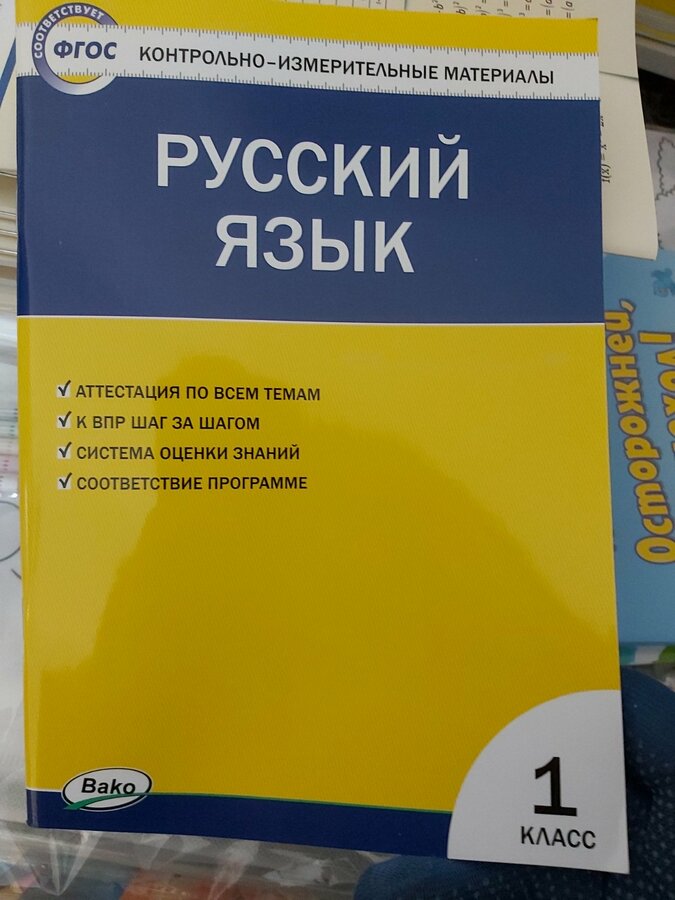 СООТВЕТСТВУЕТ
ФГОС
КОНТРОЛЬНО-ИЗМЕРИТЕЛЬНЫЕ МАТЕРИАЛЫ
РУССКИЙ
ЯЗЫК
✓ АТТЕСТАЦИЯ ПО ВСЕМ ТЕМАМ
✓ К ВПР ШАГ ЗА ШАГОМ
✓ СИСТЕМА ОЦЕНКИ ЗНАНИЙ
✓ СООТВЕТСТВИЕ ПРОГРАММЕ
Вако
1
КЛАСС
Осторожней,